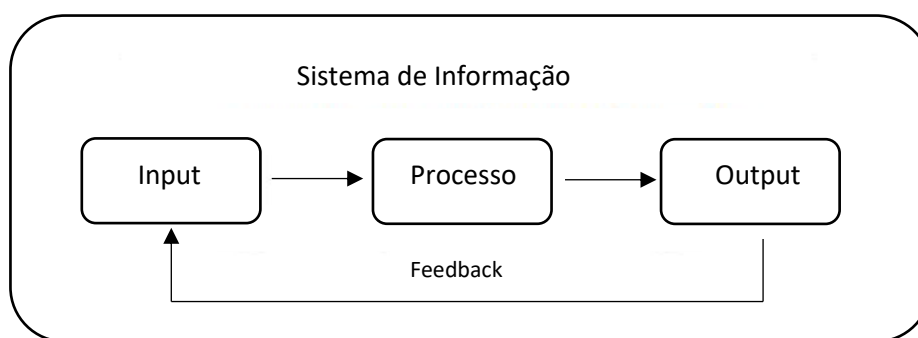 Sistema de Informação
Input
Processo
Output
Feedback